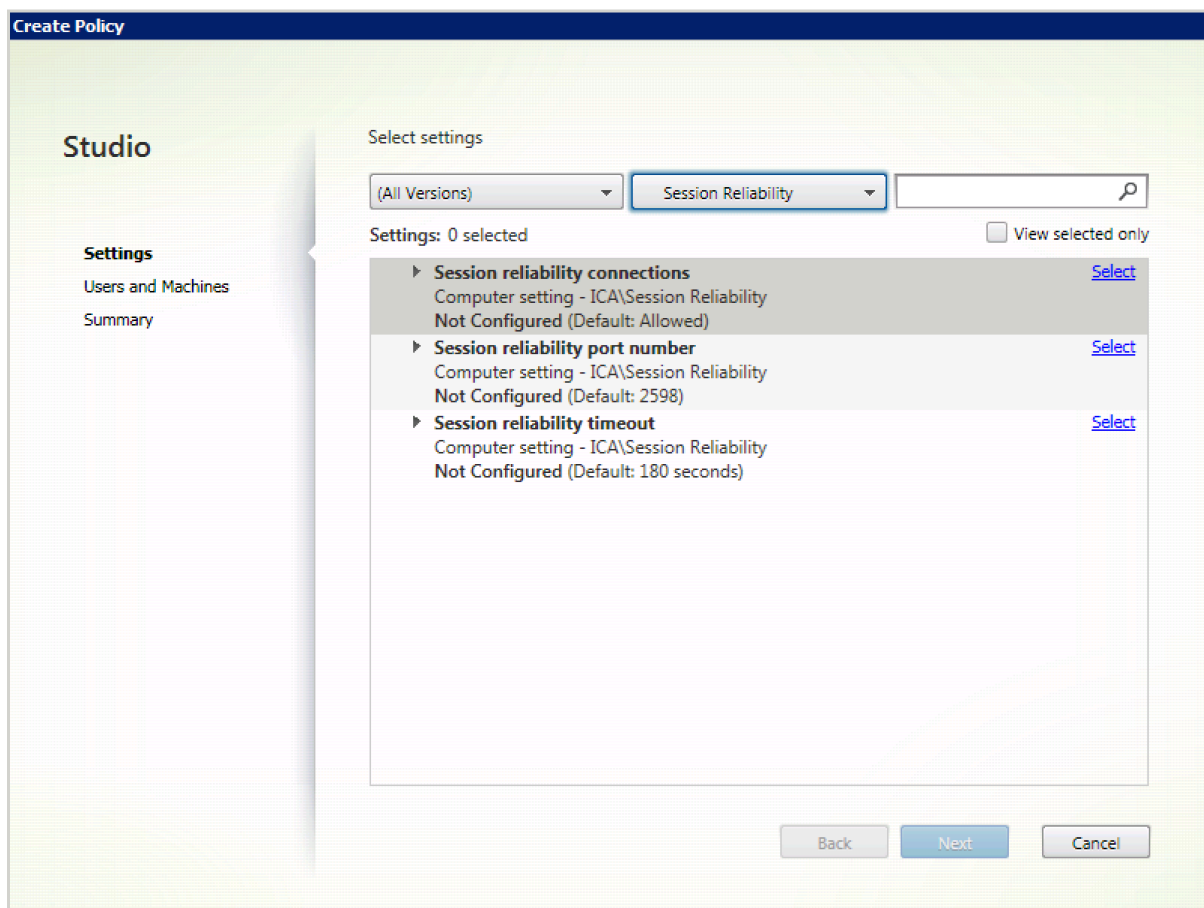 Create Policy
Studio
Settings
Users and Machines
Summary
Select settings
(All Versions)
Session Reliability
Settings: 0 selected
View selected only
Session reliability connections
Select
Computer setting - ICA\Session Reliability
Not Configured (Default: Allowed)
Session reliability port number
Select
Computer setting - ICA\Session Reliability
Not Configured (Default: 2598)
Session reliability timeout
Select
Computer setting - ICA\Session Reliability
Not Configured (Default: 180 seconds)
Back
Next
Cancel